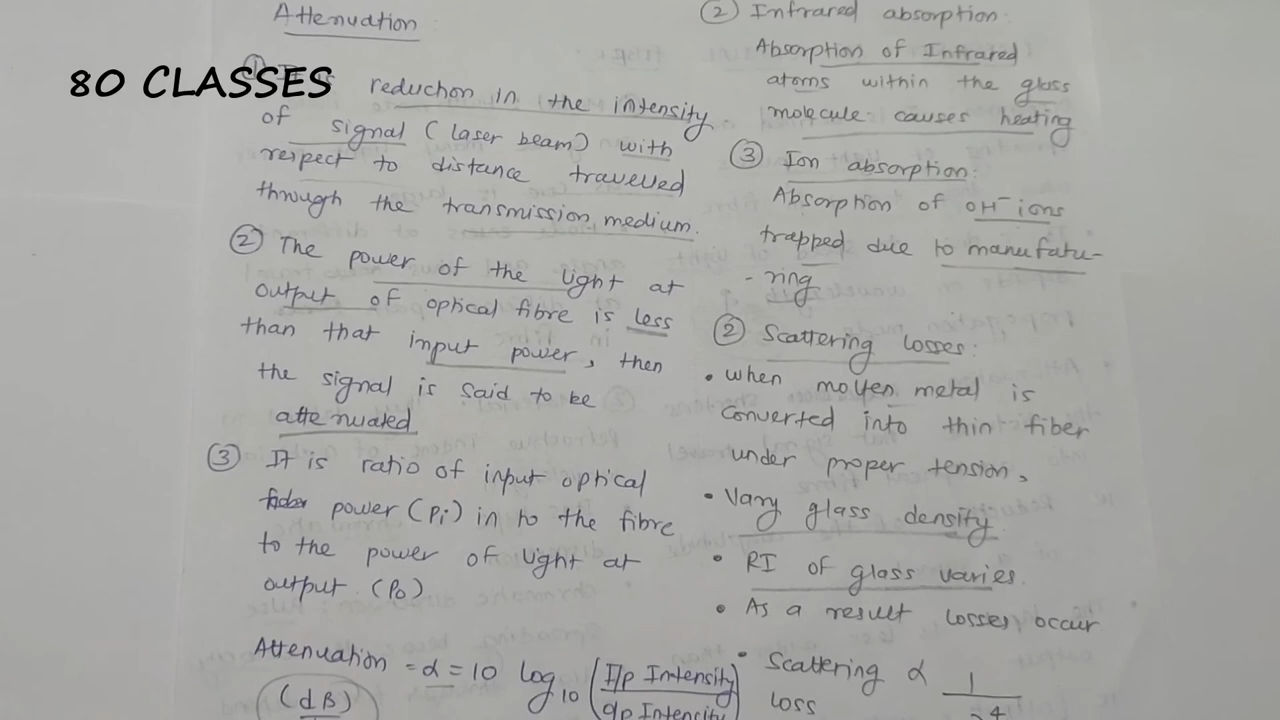 Attenuation
80 CLASSES
reduction in the intensity
of signal (laser beam) with
respect to distance travelled
through the transmission medium.
② The power of the light at
output of optical fibre is less
than that input power, then
the signal is said to be
attenuated
③ It is ratio of input optical
power (Pi) in to the fibre
to the power of light at
output (Po)
Attenuation = α = 10 log10 (I/p Intensity
o/p Intensity)
(dB)
② Infrared absorption:
Absorption of Infrared
atoms within the glass
molecule causes heating
③ Ion absorption:
Absorption of OH⁻ ions
trapped due to manufatu-
-ring
② Scattering losses:
• when molten metal is
converted into thin fiber
under proper tension,
• Vary glass density
• RI of glass varies
• As a result losses occur
• Scattering α 1
loss